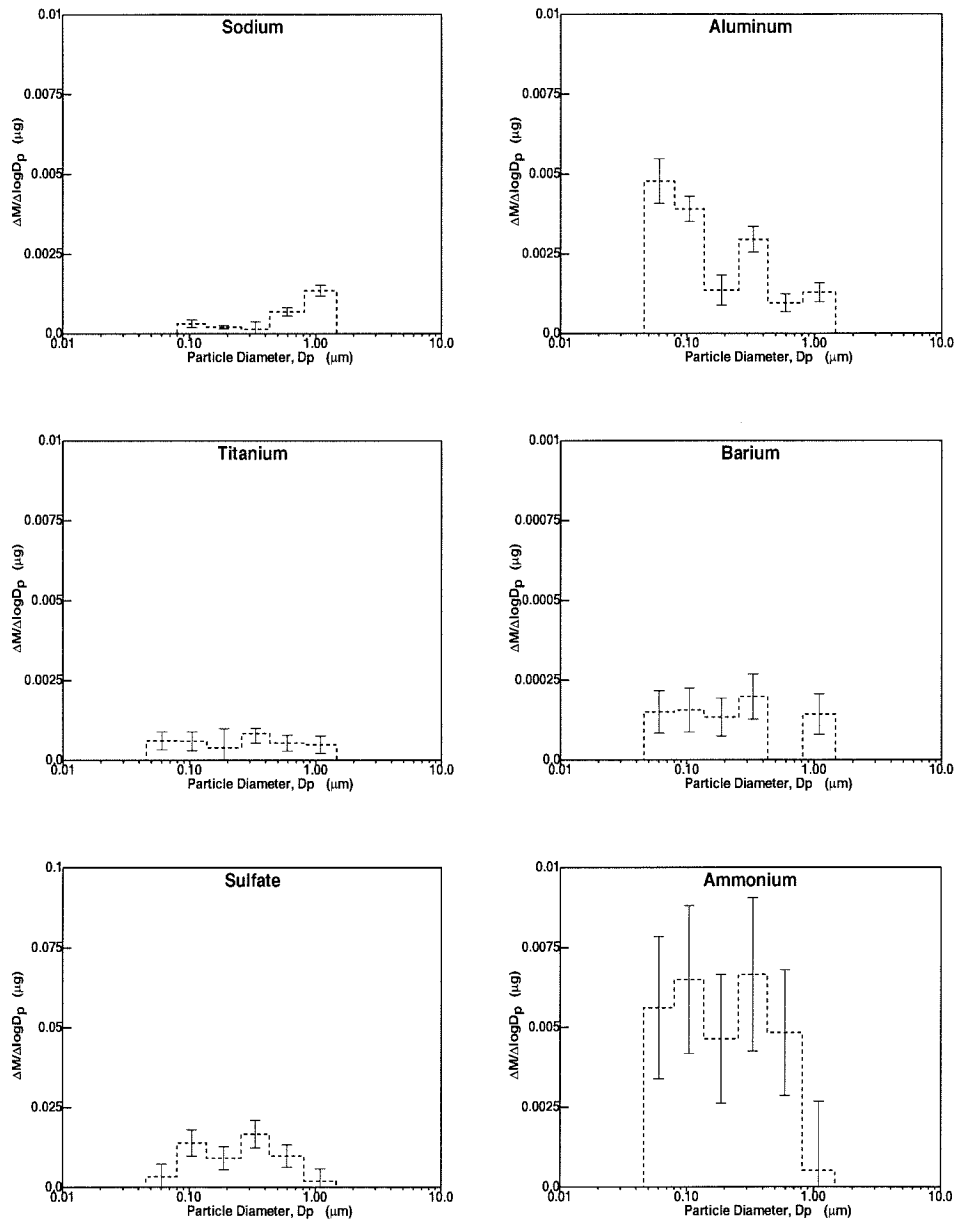 Sodium
0.01
0.0075
0.005
0.0025
0.0
ΔM/ΔlogDp (μg)
0.01 0.10 1.00 10.0
Particle Diameter, Dp (μm)
Aluminum
0.01
0.0075
0.005
0.0025
0.0
ΔM/ΔlogDp (μg)
0.01 0.10 1.00 10.0
Particle Diameter, Dp (μm)
Titanium
0.01
0.0075
0.005
0.0025
0.0
ΔM/ΔlogDp (μg)
0.01 0.10 1.00 10.0
Particle Diameter, Dp (μm)
Barium
0.001
0.00075
0.0005
0.00025
0.0
ΔM/ΔlogDp (μg)
0.01 0.10 1.00 10.0
Particle Diameter, Dp (μm)
Sulfate
0.1
0.075
0.05
0.025
0.0
ΔM/ΔlogDp (μg)
0.01 0.10 1.00 10.0
Particle Diameter, Dp (μm)
Ammonium
0.01
0.0075
0.005
0.0025
0.0
ΔM/ΔlogDp (μg)
0.01 0.10 1.00 10.0
Particle Diameter, Dp (μm)